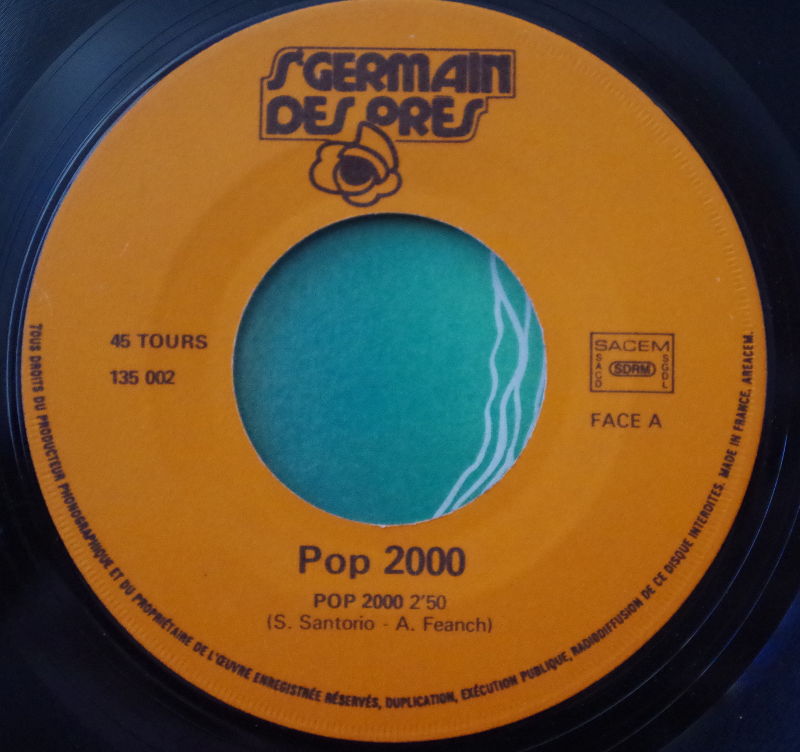 St GERMAIN
DES PRES
45 TOURS
135 002
SACEM
SACD
SDRM
SGDL
FACE A
Pop 2000
POP 2000 2'50
(S. Santorio - A. Feanch)
TOUS DROITS DU PRODUCTEUR PHONOGRAPHIQUE ET DU PROPRIÉTAIRE DE L'ŒUVRE ENREGISTRÉE RÉSERVÉS, DUPLICATION, EXÉCUTION PUBLIQUE, RADIODIFFUSION DE CE DISQUE INTERDITES. MADE IN FRANCE. AREACEM.